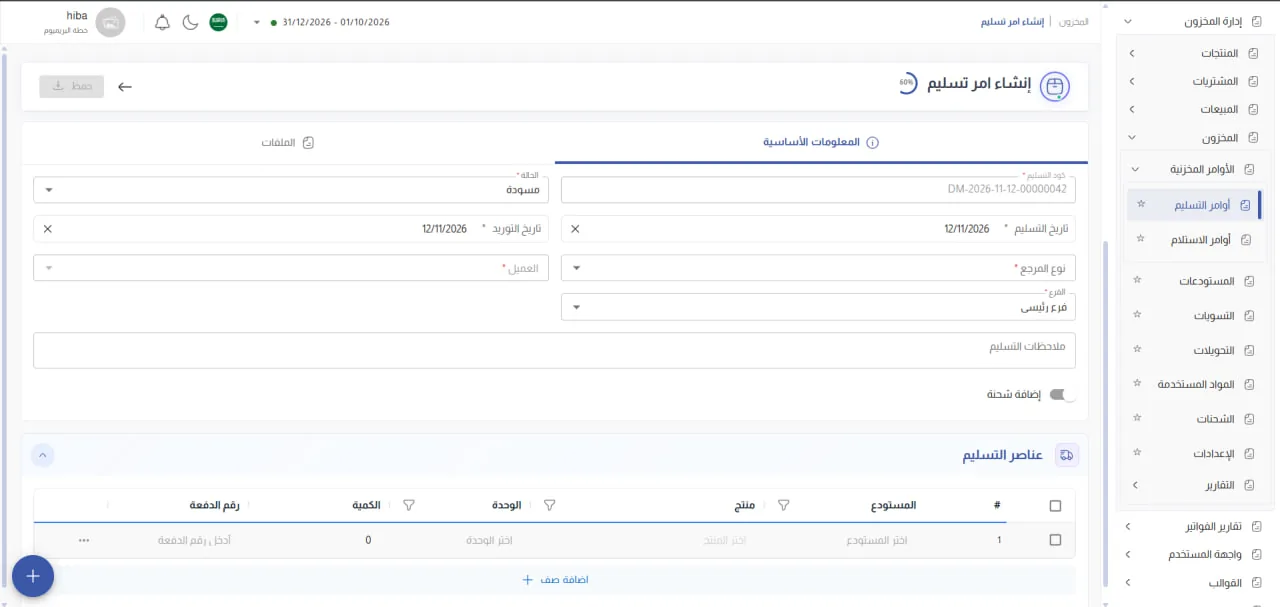 إدارة المخزون
المنتجات
المشتريات
المبيعات
المخزون
الأوامر المخزنية
أوامر التسليم
أوامر الاستلام
المستودعات
التسويات
التحويلات
المواد المستخدمة
الشحنات
الإعدادات
التقارير
تقارير الفواتير
واجهة المستخدم
القوالب
المخزون | إنشاء امر تسليم
31/12/2026 - 01/10/2026
hiba
خطة البريميوم
إنشاء امر تسليم 60%
حفظ
المعلومات الأساسية
الملفات
كود التسليم *
DM-2026-11-12-00000042
الحالة *
مسودة
تاريخ التسليم * 12/11/2026
تاريخ التوريد * 12/11/2026
نوع المرجع *
العميل *
الفرع *
فرع رئيسي
ملاحظات التسليم
إضافة شحنة
عناصر التسليم
# المستودع منتج الوحدة الكمية رقم الدفعة
1 اختر المستودع اختر المنتج اختر الوحدة 0 أدخل رقم الدفعة
اضافة صف +